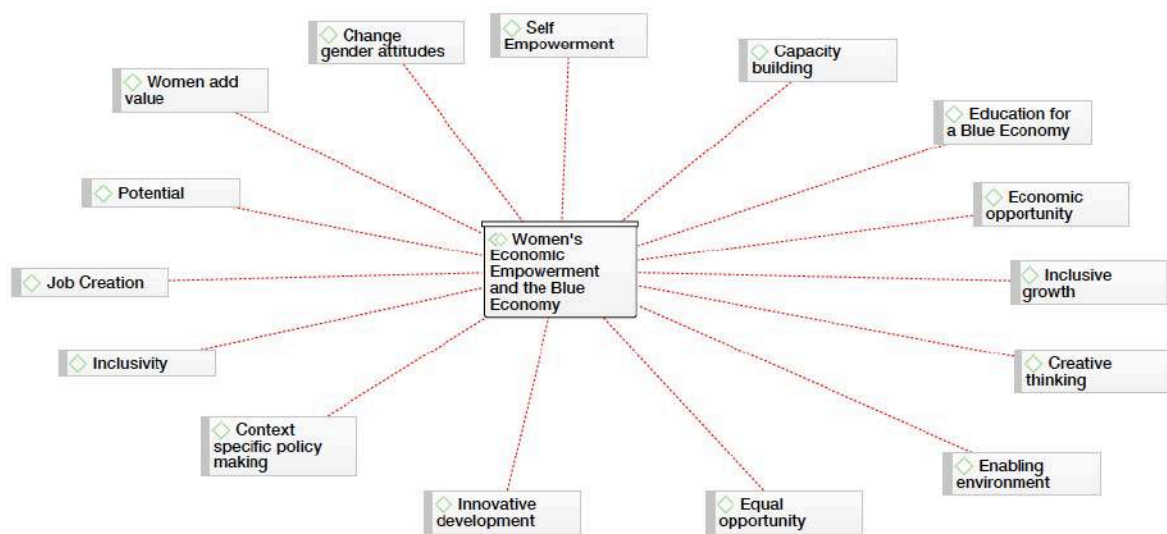 Self
Empowerment
Change
gender attitudes
Capacity
building
Women add
value
Education for
a Blue Economy
Potential
Economic
opportunity
Women's
Economic
Empowerment
and the Blue
Economy
Job Creation
Inclusive
growth
Inclusivity
Creative
thinking
Context
specific policy
making
Enabling
environment
Innovative
development
Equal
opportunity